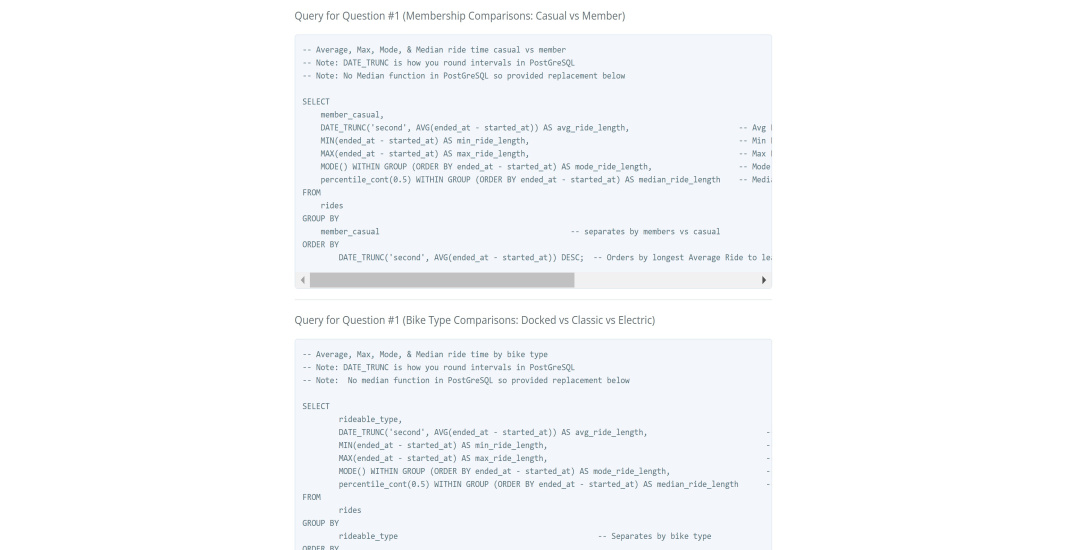 Query for Question #1 (Membership Comparisons: Casual vs Member)
-- Average, Max, Mode, & Median ride time casual vs member
-- Note: DATE_TRUNC is how you round intervals in PostGreSQL
-- Note: No Median function in PostGreSQL so provided replacement below
SELECT
member_casual,
DATE_TRUNC('second', AVG(ended_at - started_at)) AS avg_ride_length, -- Avg
MIN(ended_at - started_at) AS min_ride_length, -- Min
MAX(ended_at - started_at) AS max_ride_length, -- Max
MODE() WITHIN GROUP (ORDER BY ended_at - started_at) AS mode_ride_length, -- Mode
percentile_cont(0.5) WITHIN GROUP (ORDER BY ended_at - started_at) AS median_ride_length --
FROM
rides
GROUP BY
member_casual -- separates by members vs casual
ORDER BY
DATE_TRUNC('second', AVG(ended_at - started_at)) DESC; -- Orders by longest Average Ride to
Query for Question #1 (Bike Type Comparisons: Docked vs Classic vs Electric)
-- Average, Max, Mode, & Median ride time by bike type
-- Note: DATE_TRUNC is how you round intervals in PostGreSQL
-- Note: No median function in PostGreSQL so provided replacement below
SELECT
rideable_type,
DATE_TRUNC('second', AVG(ended_at - started_at)) AS avg_ride_length, -
MIN(ended_at - started_at) AS min_ride_length, -
MAX(ended_at - started_at) AS max_ride_length, -
MODE() WITHIN GROUP (ORDER BY ended_at - started_at) AS mode_ride_length, -
percentile_cont(0.5) WITHIN GROUP (ORDER BY ended_at - started_at) AS median_ride_length -
FROM
rides
GROUP BY
rideable_type -- Separates by bike type
ORDER BY